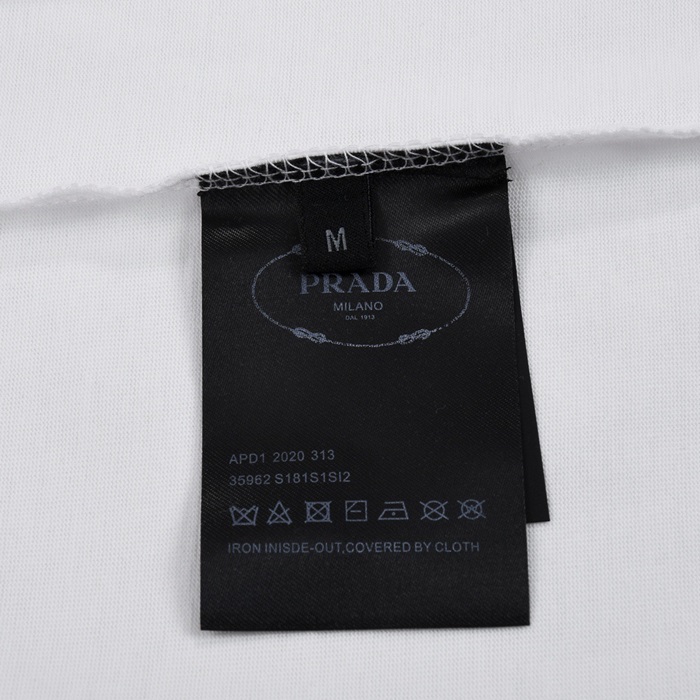 M
PRADA
MILANO
DAL 1913
APD1 2020 313
35962 S181S1SI2
IRON INISDE-OUT,COVERED BY CLOTH